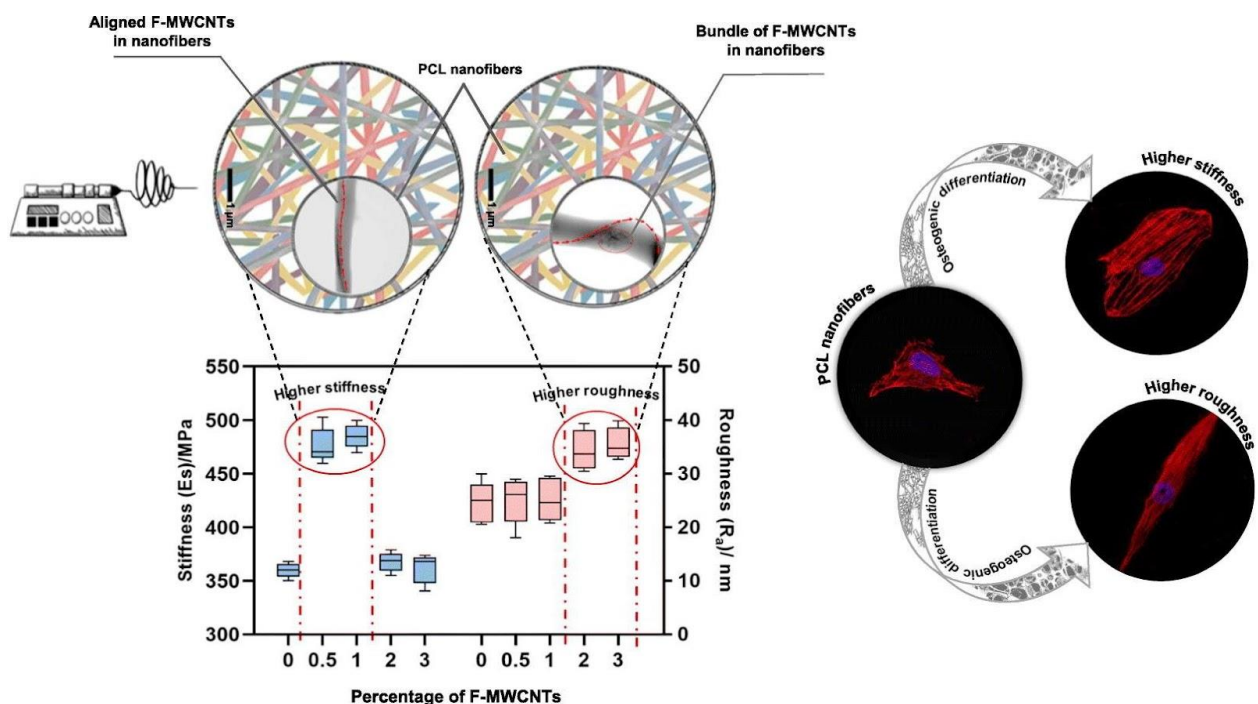 Aligned F-MWCNTs
in nanofibers
PCL nanofibers
Bundle of F-MWCNTs
in nanofibers
1 μm
1 μm
Higher stiffness
Higher roughness
Stiffness (Es)/MPa
550
500
450
400
350
300
Roughness (Ra)/ nm
50
40
30
20
10
0
0 0.5 1 2 3 0 0.5 1 2 3
Percentage of F-MWCNTs
Osteogenic differentiation
Higher stiffness
PCL nanofibers
Higher roughness
Osteogenic differentiation